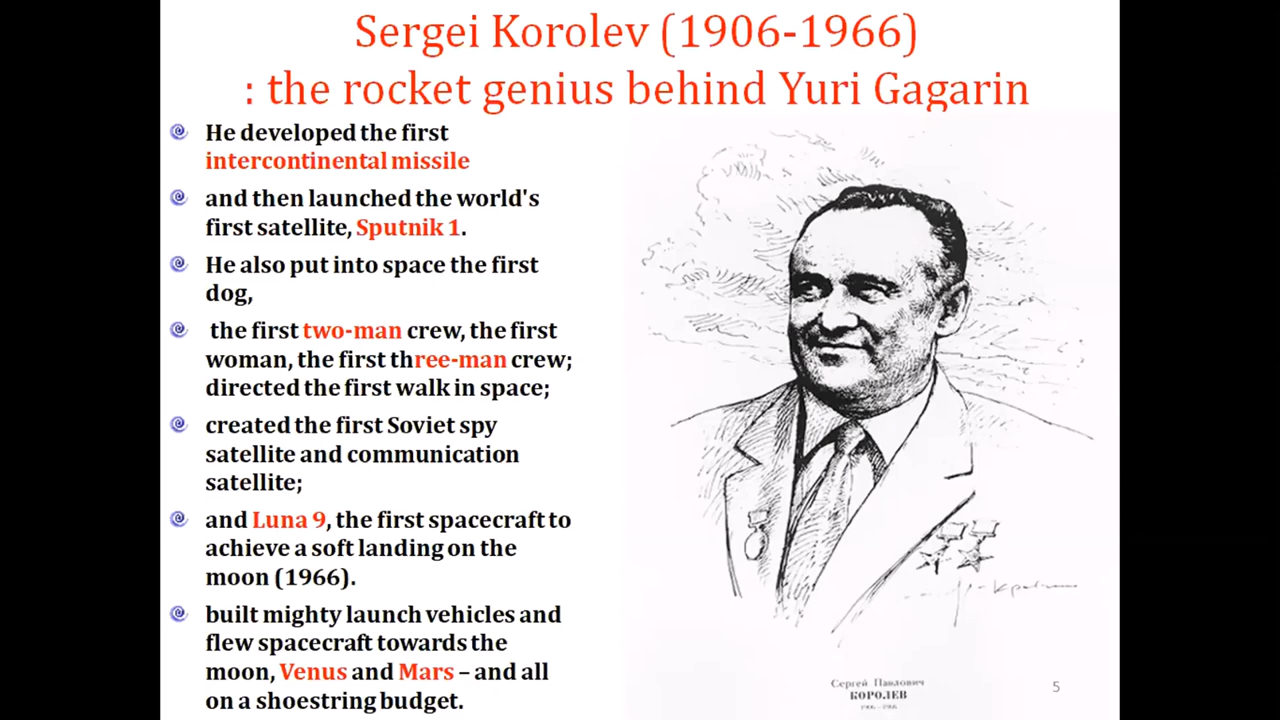 Sergei Korolev (1906-1966)
: the rocket genius behind Yuri Gagarin
He developed the first
intercontinental missile
and then launched the world's
first satellite, Sputnik 1.
He also put into space the first
dog,
the first two-man crew, the first
woman, the first three-man crew;
directed the first walk in space;
created the first Soviet spy
satellite and communication
satellite;
and Luna 9, the first spacecraft to
achieve a soft landing on the
moon (1966).
built mighty launch vehicles and
flew spacecraft towards the
moon, Venus and Mars – and all
on a shoestring budget.
Сергей Павлович
КОРОЛЕВ
5